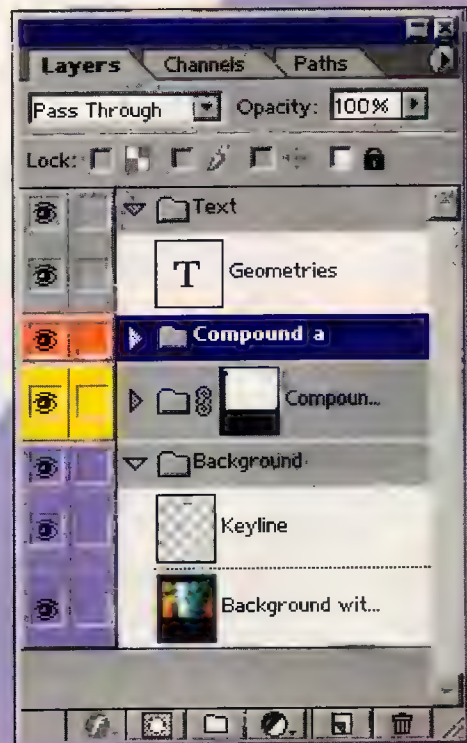 Layers Channels Paths
Pass Through Opacity: 100%
Lock:
Text
T Geometries
Compound a
Compoun...
Background
Keyline
Background wit...